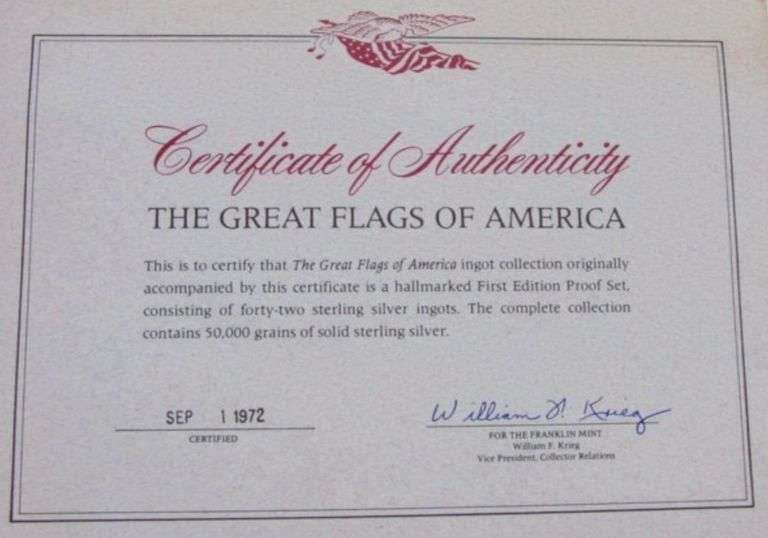 Certificate of Authenticity
THE GREAT FLAGS OF AMERICA
This is to certify that The Great Flags of America ingot collection originally
accompanied by this certificate is a hallmarked First Edition Proof Set,
consisting of forty-two sterling silver ingots. The complete collection
contains 50,000 grains of solid sterling silver.
SEP 1 1972
CERTIFIED
William F. Krieg
FOR THE FRANKLIN MINT
William F. Krieg
Vice President, Collector Relations